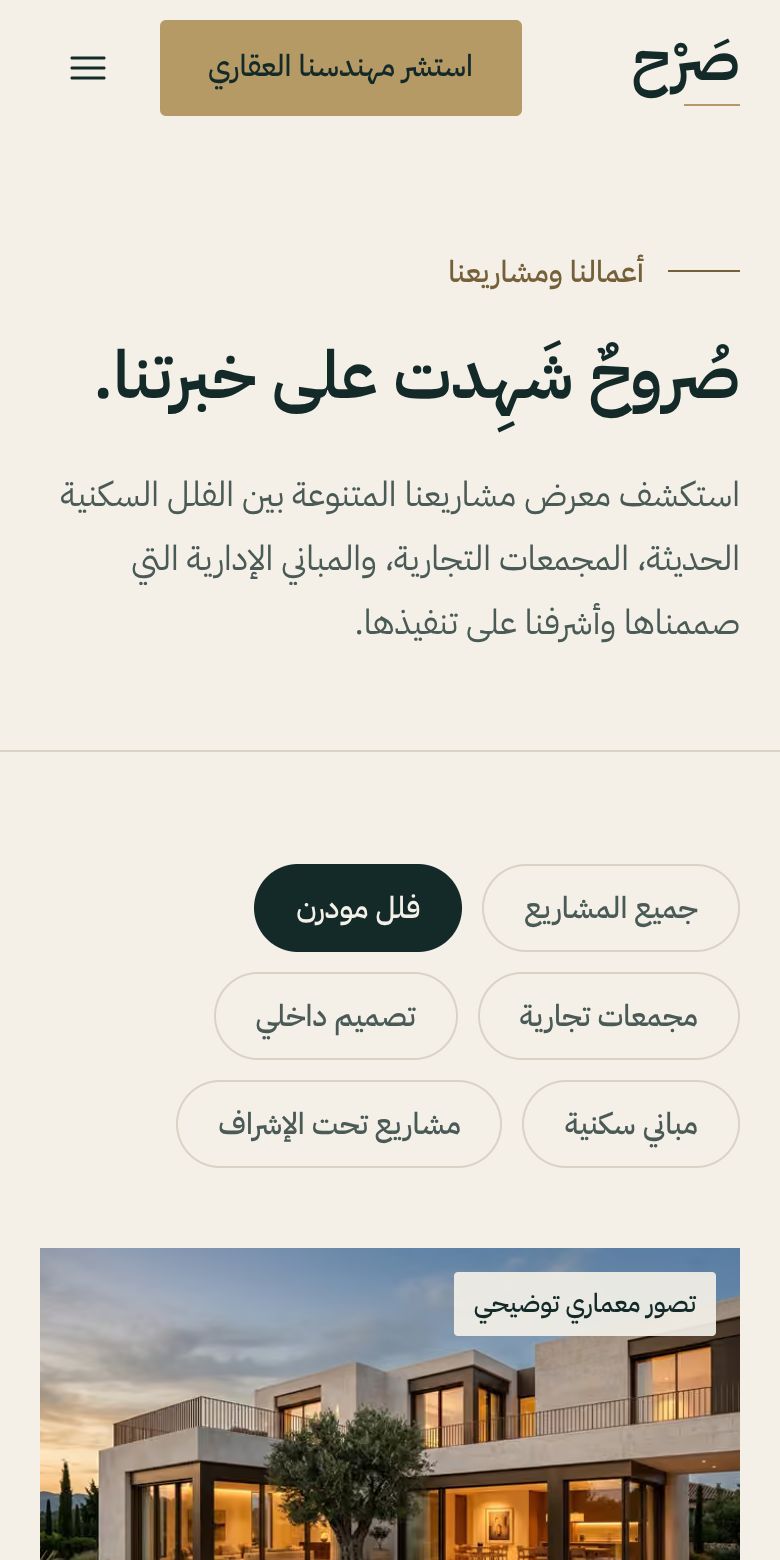 صَرْح
استشر مهندسنا العقاري
أعمالنا ومشاريعنا
صُروحٌ شَهِدت على خبرتنا.
استكشف معرض مشاريعنا المتنوعة بين الفلل السكنية
الحديثة، المجمعات التجارية، والمباني الإدارية التي
صممناها وأشرفنا على تنفيذها.
جميع المشاريع
فلل مودرن
مجمعات تجارية
تصميم داخلي
مباني سكنية
مشاريع تحت الإشراف
تصور معماري توضيحي